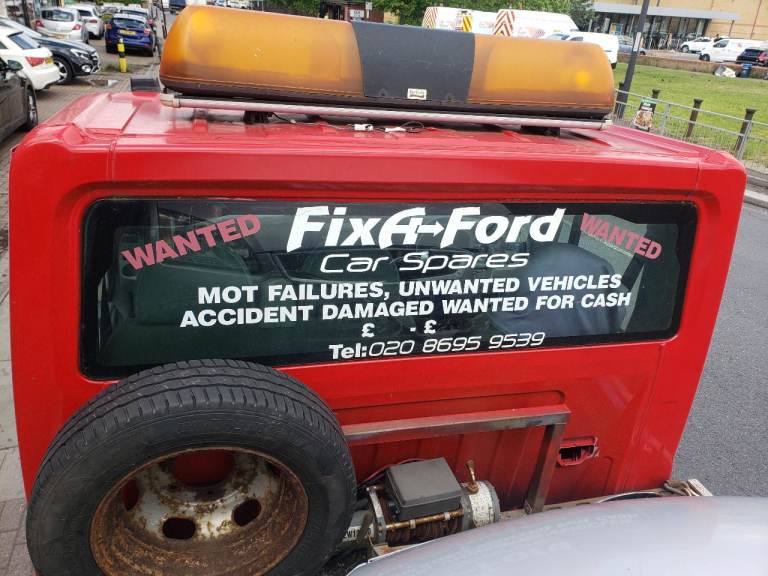 WANTED
FixA→Ford
WANTED
Car Spares
MOT FAILURES, UNWANTED VEHICLES
ACCIDENT DAMAGED WANTED FOR CASH
£ - £
Tel:020 8695 9539